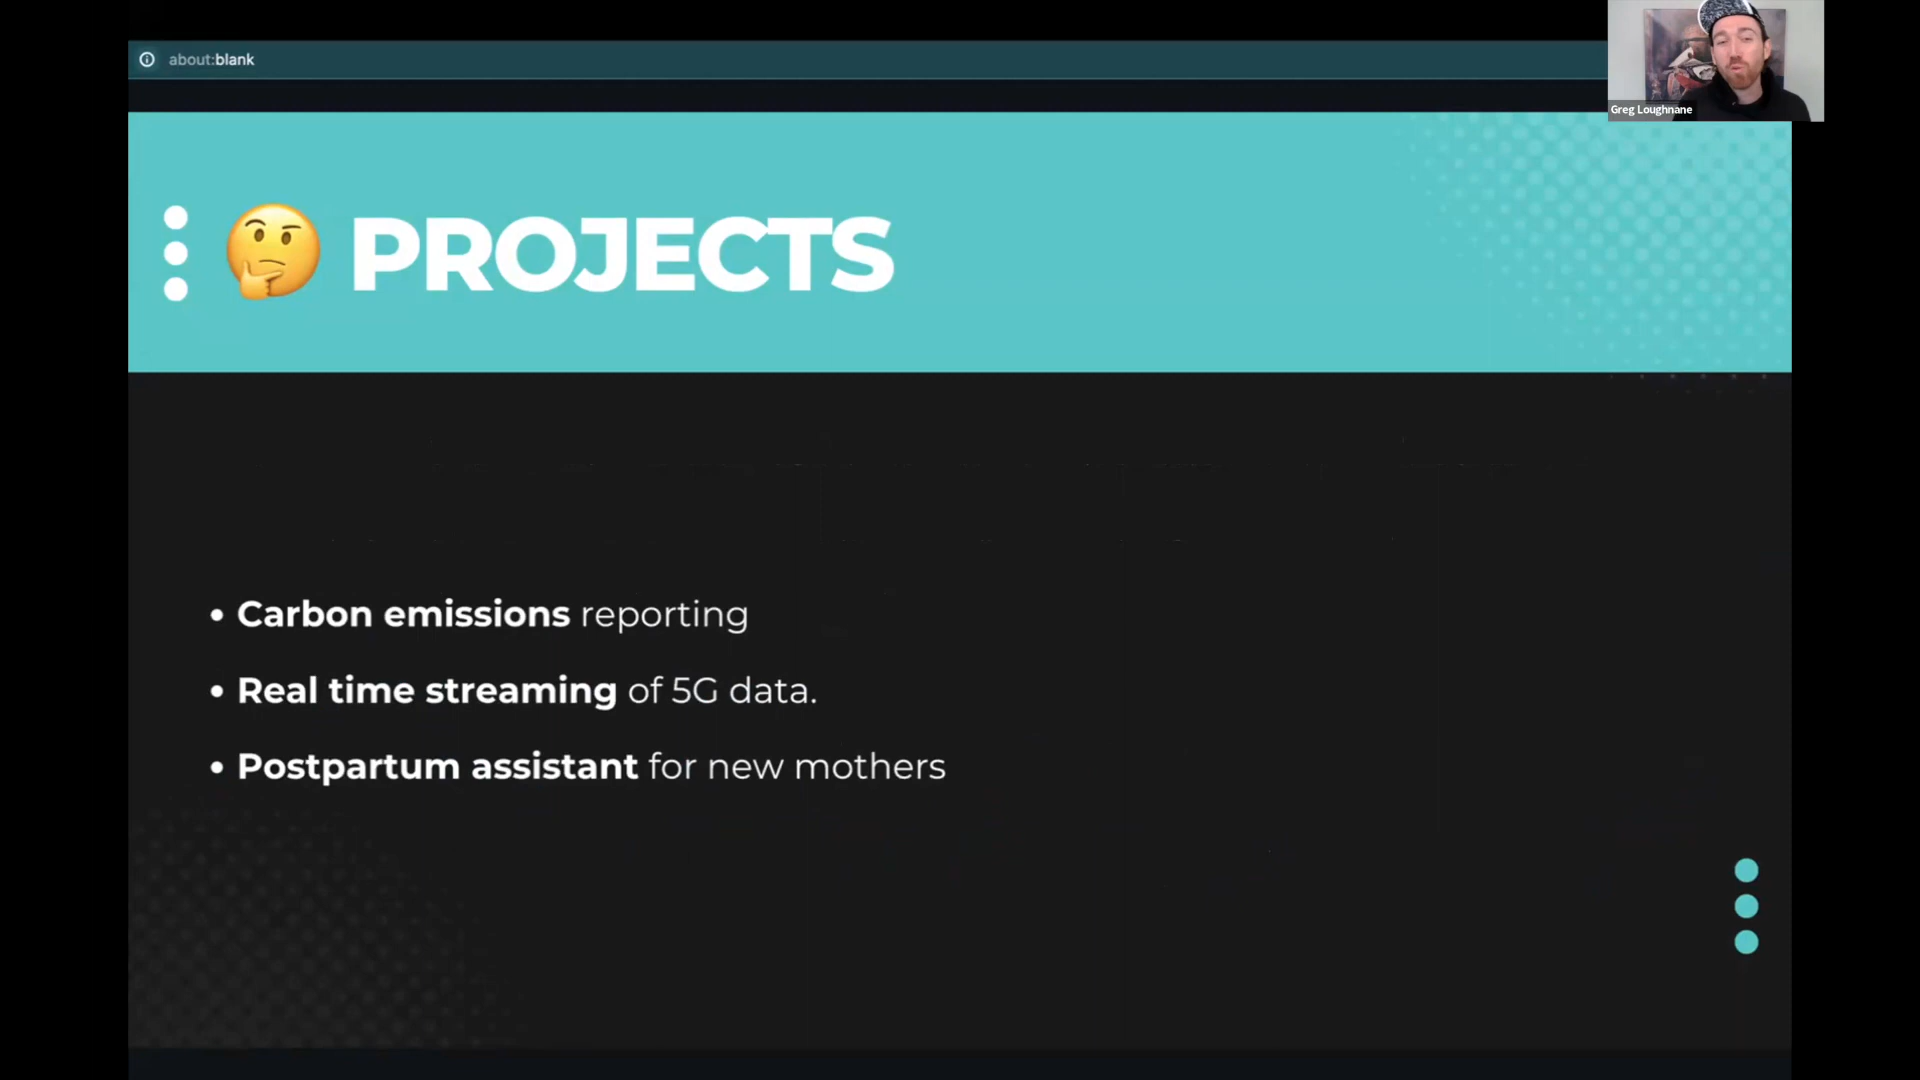 about:blank
Greg Loughnane
🤔 PROJECTS
• Carbon emissions reporting
• Real time streaming of 5G data.
• Postpartum assistant for new mothers